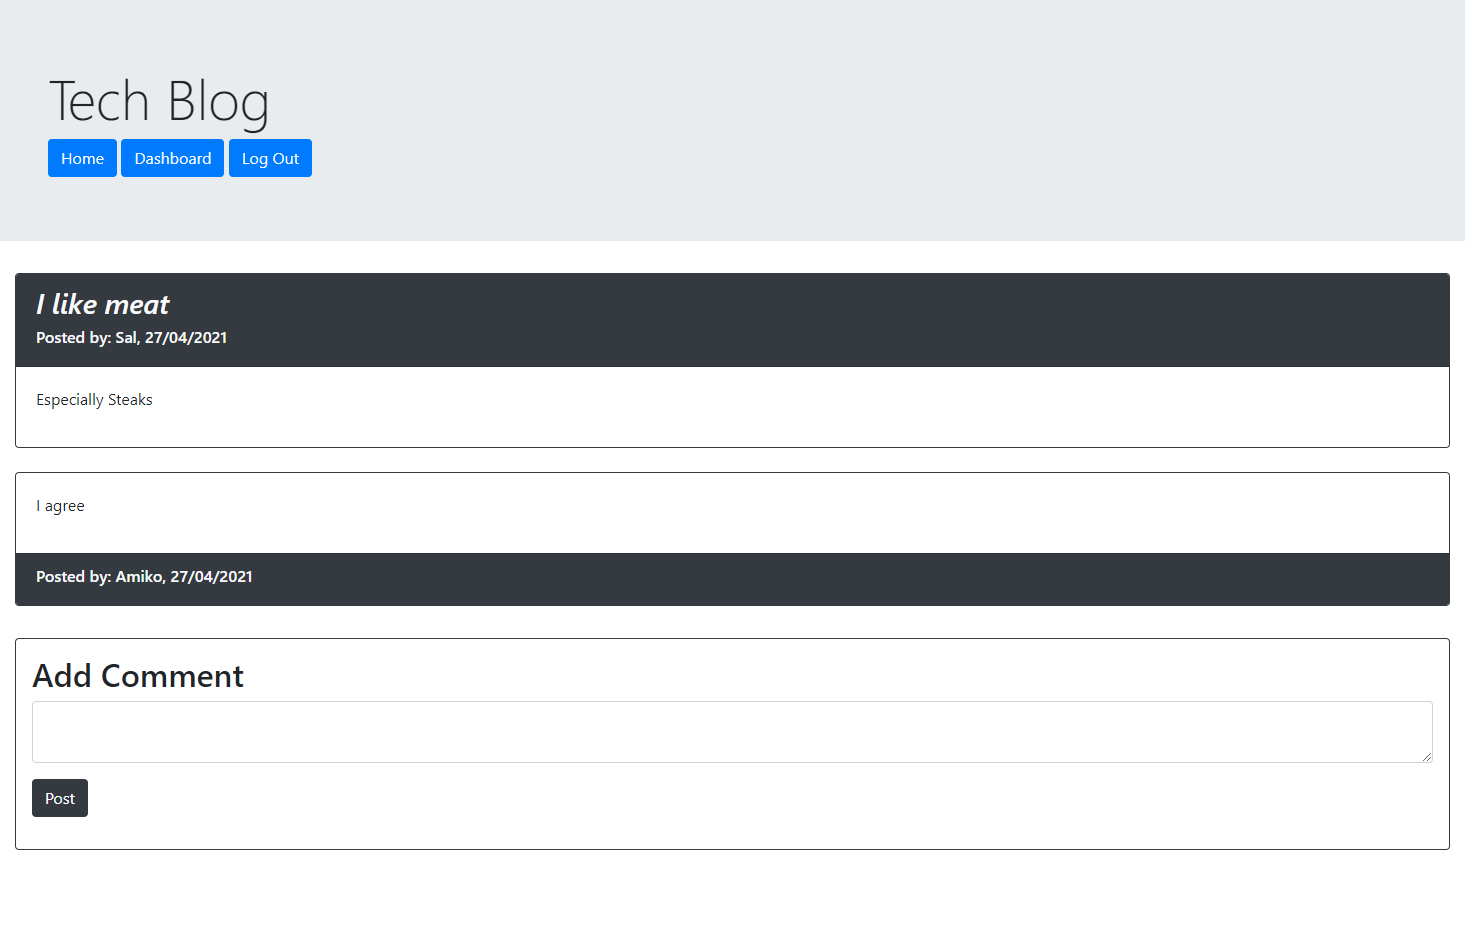 Tech Blog
Home Dashboard Log Out
I like meat
Posted by: Sal, 27/04/2021
Especially Steaks
I agree
Posted by: Amiko, 27/04/2021
Add Comment
Post